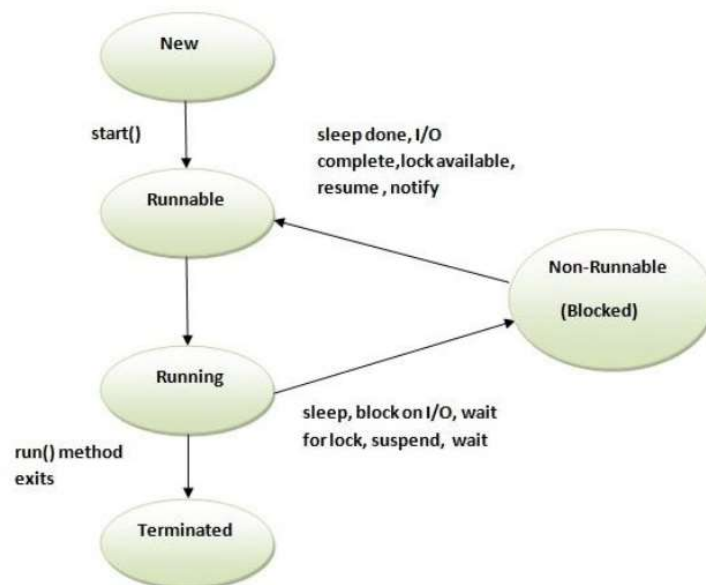 New
start()
sleep done, I/O
complete,lock available,
resume , notify
Runnable
Non-Runnable
(Blocked)
Running
sleep, block on I/O, wait
for lock, suspend, wait
run() method
exits
Terminated